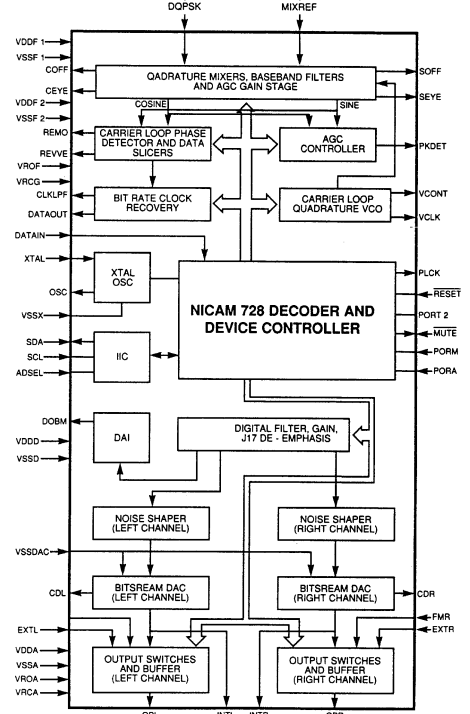 DQPSK MIXREF
VDDF 1
VSSF 1
COFF
CEYE
VDDF 2
VSSF 2
REMO
REVVE
VROF
VRCG
CLKLPF
DATAOUT
DATAIN
XTAL
OSC
VSSX
SDA
SCL
ADSEL
DOBM
VDDD
VSSD
VSSDAC
CDL
EXTL
VDDA
VSSA
VROA
VRCA
QADRATURE MIXERS, BASEBAND FILTERS
AND AGC GAIN STAGE
COSINE SINE
CARRIER LOOP PHASE
DETECTOR AND DATA
SLICERS
AGC
CONTROLLER
BIT RATE CLOCK
RECOVERY
CARRIER LOOP
QUADRATURE VCO
XTAL
OSC
NICAM 728 DECODER AND
DEVICE CONTROLLER
IIC
DAI
DIGITAL FILTER, GAIN,
J17 DE - EMPHASIS
NOISE SHAPER
(LEFT CHANNEL)
NOISE SHAPER
(RIGHT CHANNEL)
BITSREAM DAC
(LEFT CHANNEL)
BITSREAM DAC
(RIGHT CHANNEL)
OUTPUT SWITCHES
AND BUFFER
(LEFT CHANNEL)
OUTPUT SWITCHES
AND BUFFER
(RIGHT CHANNEL)
SOFF
SEYE
PKDET
VCONT
VCLK
PLCK
RESET
PORT 2
MUTE
PORM
PORA
CDR
FMR
EXTR